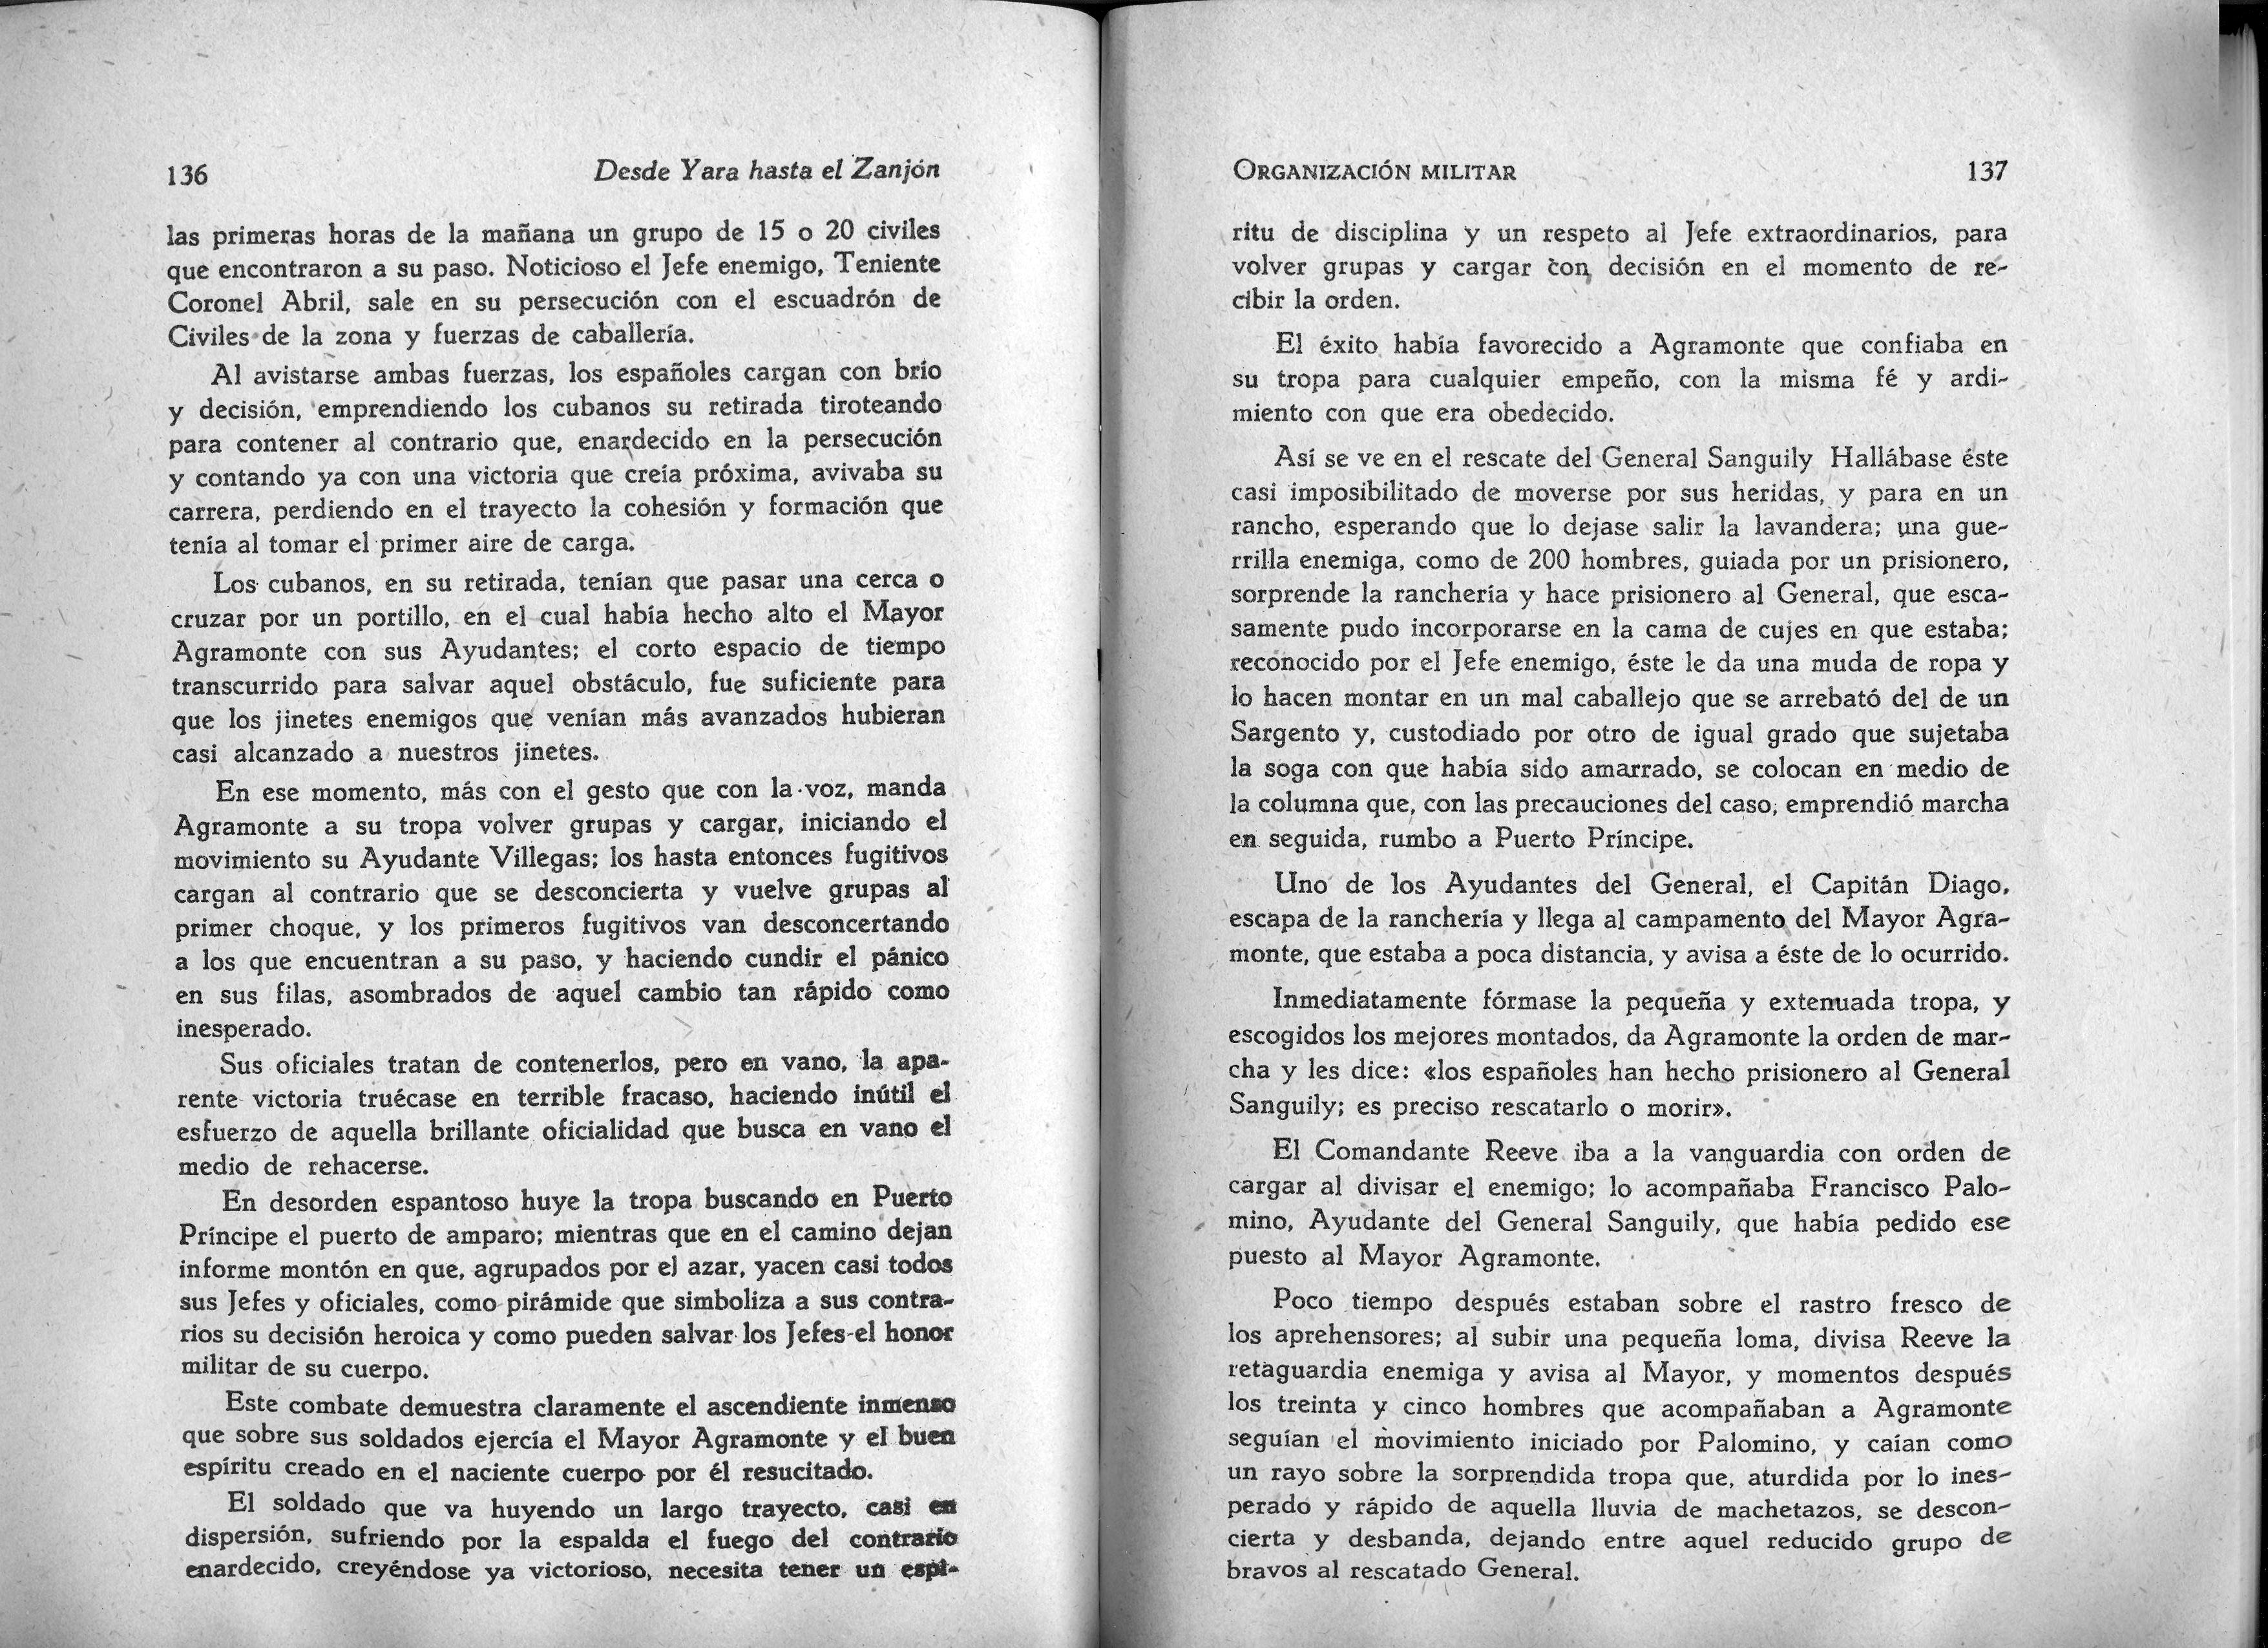 136 Desde Yara hasta el Zanjón
las primeras horas de la mañana un grupo de 15 o 20 civiles
que encontraron a su paso. Noticioso el Jefe enemigo, Teniente
Coronel Abril, sale en su persecución con el escuadrón de
Civiles de la zona y fuerzas de caballería.
Al avistarse ambas fuerzas, los españoles cargan con brío
y decisión, emprendiendo los cubanos su retirada tiroteando
para contener al contrario que, enardecido en la persecución
y contando ya con una victoria que creía próxima, avivaba su
carrera, perdiendo en el trayecto la cohesión y formación que
tenía al tomar el primer aire de carga.
Los cubanos, en su retirada, tenían que pasar una cerca o
cruzar por un portillo, en el cual había hecho alto el Mayor
Agramonte con sus Ayudantes; el corto espacio de tiempo
transcurrido para salvar aquel obstáculo, fue suficiente para
que los jinetes enemigos que venían más avanzados hubieran
casi alcanzado a nuestros jinetes.
En ese momento, más con el gesto que con la voz, manda
Agramonte a su tropa volver grupas y cargar, iniciando el
movimiento su Ayudante Villegas; los hasta entonces fugitivos
cargan al contrario que se desconcierta y vuelve grupas al
primer choque, y los primeros fugitivos van desconcertando
a los que encuentran a su paso, y haciendo cundir el pánico
en sus filas, asombrados de aquel cambio tan rápido como
inesperado.
Sus oficiales tratan de contenerlos, pero en vano, la apa-
rente victoria truécase en terrible fracaso, haciendo inútil el
esfuerzo de aquella brillante oficialidad que busca en vano el
medio de rehacerse.
En desorden espantoso huye la tropa buscando en Puerto
Príncipe el puerto de amparo; mientras que en el camino dejan
informe montón en que, agrupados por el azar, yacen casi todos
sus Jefes y oficiales, como pirámide que simboliza a sus contra-
rios su decisión heroica y como pueden salvar los Jefes el honor
militar de su cuerpo.
Este combate demuestra claramente el ascendiente inmenso
que sobre sus soldados ejercía el Mayor Agramonte y el buen
espíritu creado en el naciente cuerpo por él resucitado.
El soldado que va huyendo un largo trayecto, casi en
dispersión, sufriendo por la espalda el fuego del contrario
enardecido, creyéndose ya victorioso, necesita tener un espi-
ORGANIZACIÓN MILITAR 137
ritu de disciplina y un respeto al Jefe extraordinarios, para
volver grupas y cargar con decisión en el momento de re-
cibir la orden.
El éxito había favorecido a Agramonte que confiaba en
su tropa para cualquier empeño, con la misma fé y ardi-
miento con que era obedecido.
Así se ve en el rescate del General Sanguily Hallábase éste
casi imposibilitado de moverse por sus heridas, y para en un
rancho, esperando que lo dejase salir la lavandera; una gue-
rrilla enemiga, como de 200 hombres, guiada por un prisionero,
sorprende la ranchería y hace prisionero al General, que esca-
samente pudo incorporarse en la cama de cujes en que estaba;
reconocido por el Jefe enemigo, éste le da una muda de ropa y
lo hacen montar en un mal caballejo que se arrebató del de un
Sargento y, custodiado por otro de igual grado que sujetaba
la soga con que había sido amarrado, se colocan en medio de
la columna que, con las precauciones del caso, emprendió marcha
en seguida, rumbo a Puerto Príncipe.
Uno de los Ayudantes del General, el Capitán Diago,
escapa de la ranchería y llega al campamento del Mayor Agra-
monte, que estaba a poca distancia, y avisa a éste de lo ocurrido.
Inmediatamente fórmase la pequeña y extenuada tropa, y
escogidos los mejores montados, da Agramonte la orden de mar-
cha y les dice: «los españoles han hecho prisionero al General
Sanguily; es preciso rescatarlo o morir».
El Comandante Reeve iba a la vanguardia con orden de
cargar al divisar el enemigo; lo acompañaba Francisco Palo-
mino, Ayudante del General Sanguily, que había pedido ese
puesto al Mayor Agramonte.
Poco tiempo después estaban sobre el rastro fresco de
los aprehensores; al subir una pequeña loma, divisa Reeve la
retaguardia enemiga y avisa al Mayor, y momentos después
los treinta y cinco hombres que acompañaban a Agramonte
seguían el movimiento iniciado por Palomino, y caían como
un rayo sobre la sorprendida tropa que, aturdida por lo ines-
perado y rápido de aquella lluvia de machetazos, se descon-
cierta y desbanda, dejando entre aquel reducido grupo de
bravos al rescatado General.